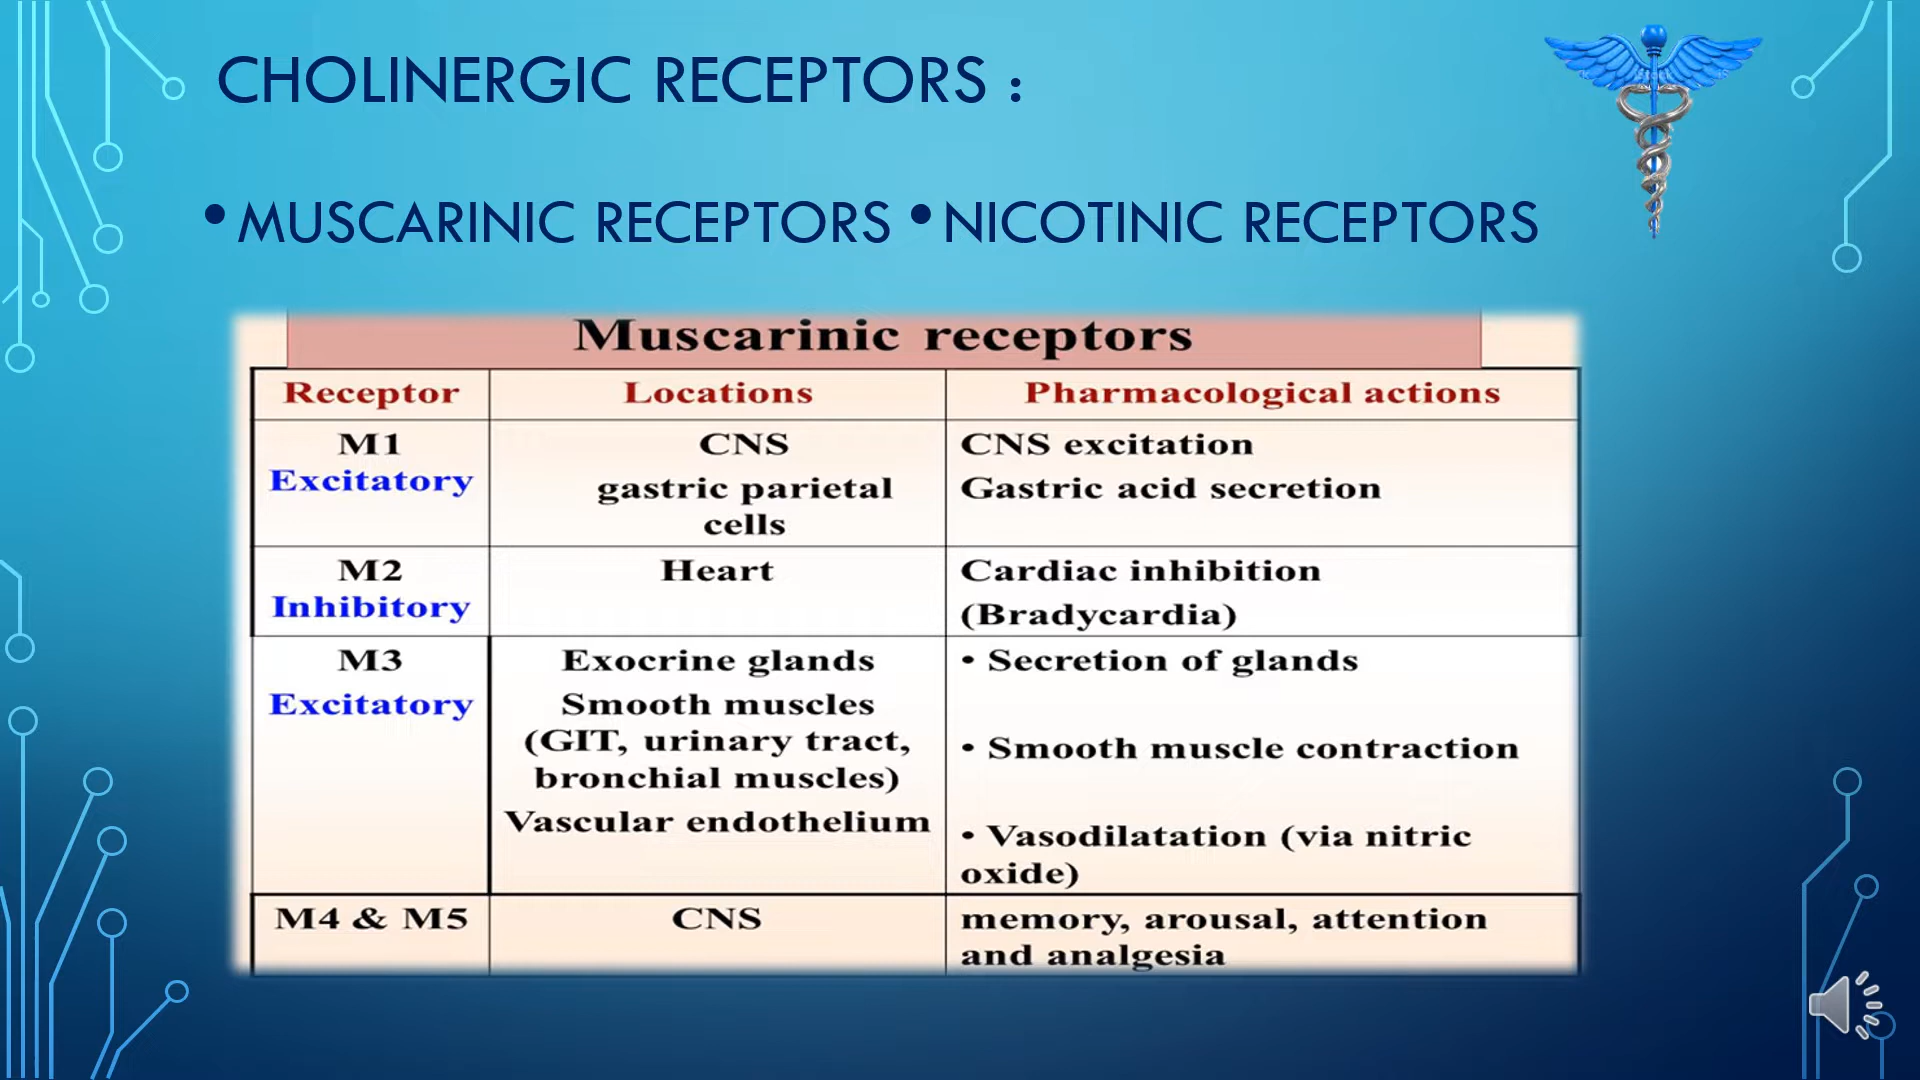 CHOLINERGIC RECEPTORS :
•MUSCARINIC RECEPTORS •NICOTINIC RECEPTORS
Muscarinic receptors
Receptor Locations Pharmacological actions
M1 CNS CNS excitation
Excitatory gastric parietal Gastric acid secretion
cells
M2 Heart Cardiac inhibition
Inhibitory (Bradycardia)
M3 Exocrine glands • Secretion of glands
Excitatory Smooth muscles
(GIT, urinary tract, • Smooth muscle contraction
bronchial muscles)
Vascular endothelium • Vasodilatation (via nitric
oxide)
M4 & M5 CNS memory, arousal, attention
and analgesia